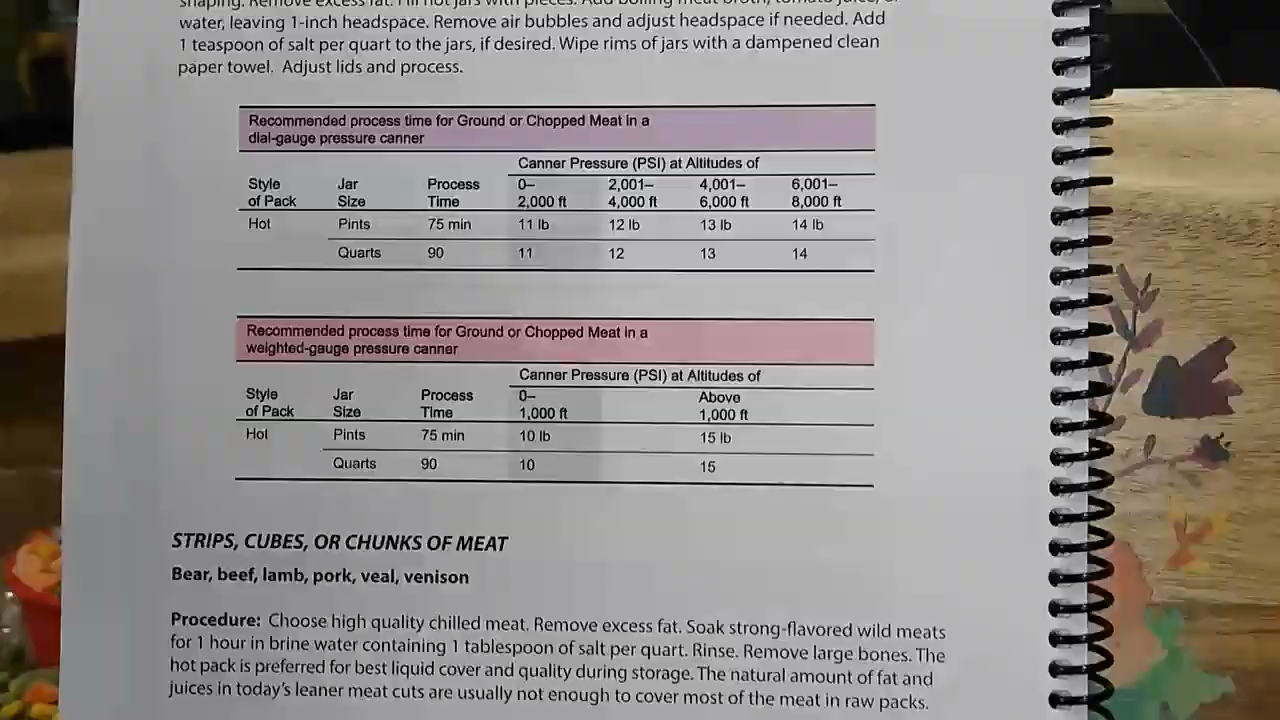 water, leaving 1-inch headspace. Remove air bubbles and adjust headspace if needed. Add
1 teaspoon of salt per quart to the jars, if desired. Wipe rims of jars with a dampened clean
paper towel. Adjust lids and process.
Recommended process time for Ground or Chopped Meat in a
dial-gauge pressure canner
Canner Pressure (PSI) at Altitudes of
Style Jar Process 0– 2,001– 4,001– 6,001–
of Pack Size Time 2,000 ft 4,000 ft 6,000 ft 8,000 ft
Hot Pints 75 min 11 lb 12 lb 13 lb 14 lb
Quarts 90 11 12 13 14
Recommended process time for Ground or Chopped Meat in a
weighted-gauge pressure canner
Canner Pressure (PSI) at Altitudes of
Style Jar Process 0– Above
of Pack Size Time 1,000 ft 1,000 ft
Hot Pints 75 min 10 lb 15 lb
Quarts 90 10 15
STRIPS, CUBES, OR CHUNKS OF MEAT
Bear, beef, lamb, pork, veal, venison
Procedure: Choose high quality chilled meat. Remove excess fat. Soak strong-flavored wild meats
for 1 hour in brine water containing 1 tablespoon of salt per quart. Rinse. Remove large bones. The
hot pack is preferred for best liquid cover and quality during storage. The natural amount of fat and
juices in today's leaner meat cuts are usually not enough to cover most of the meat in raw packs.